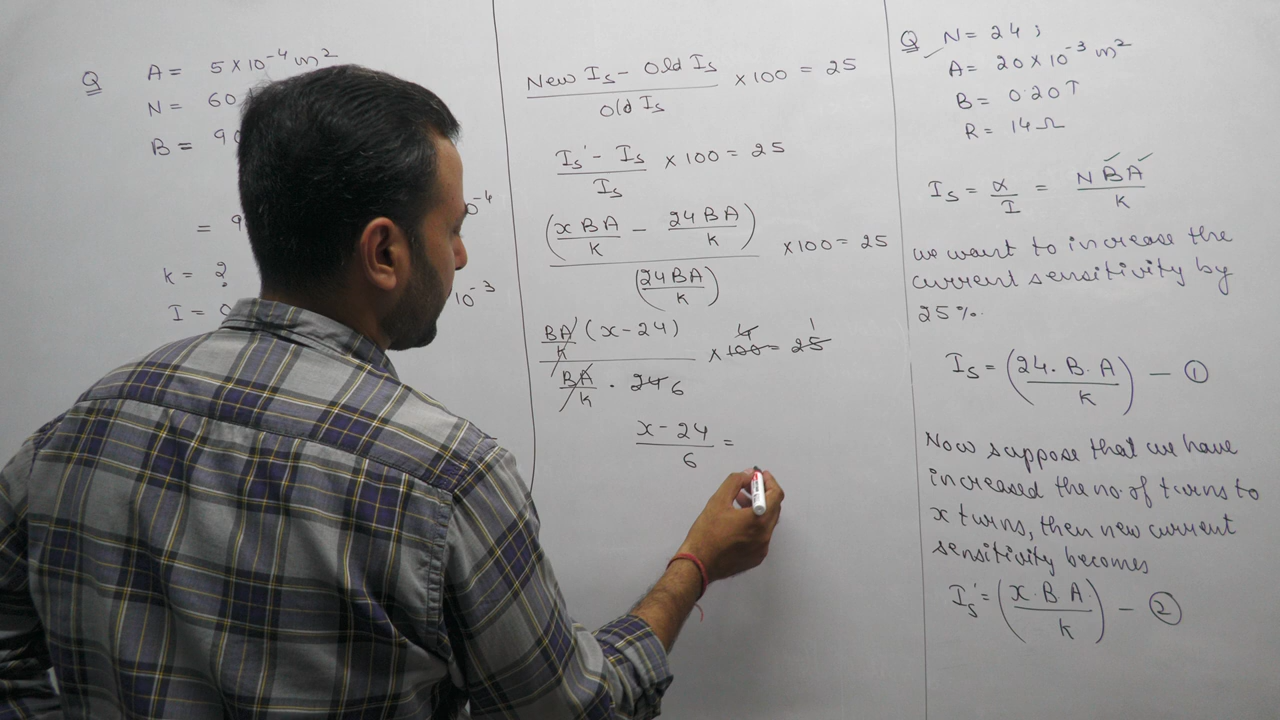 Q A = 5 × 10⁻⁴ m²
N = 60
B = 90
= 9 0⁻⁴
k = ?
I = 0 10⁻³
New Is - Old Is / Old Is × 100 = 25
Is' - Is / Is × 100 = 25
(xBA/k - 24BA/k) / (24BA/k) × 100 = 25
BA/k (x - 24) / BA/k · 24 6 × 100 4 = 25 1
x - 24 / 6 =
Q N = 24 ;
A = 20 × 10⁻³ m²
B = 0.20T
R = 14 Ω
Is = α/I = NBA/k
we want to increase the
current sensitivity by
25%.
Is = (24. B. A / k) — ①
Now suppose that we have
increased the no. of turns to
x turns, then new current
sensitivity becomes
Is' = (x. B A. / k) — ②